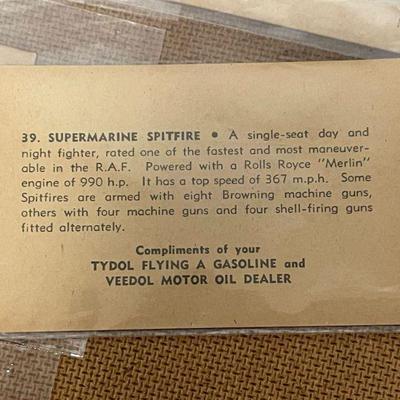 39. SUPERMARINE SPITFIRE • A single-seat day and
night fighter, rated one of the fastest and most maneuver-
able in the R.A.F. Powered with a Rolls Royce "Merlin"
engine of 990 h.p. It has a top speed of 367 m.p.h. Some
Spitfires are armed with eight Browning machine guns,
others with four machine guns and four shell-firing guns
fitted alternately.
Compliments of your
TYDOL FLYING A GASOLINE and
VEEDOL MOTOR OIL DEALER